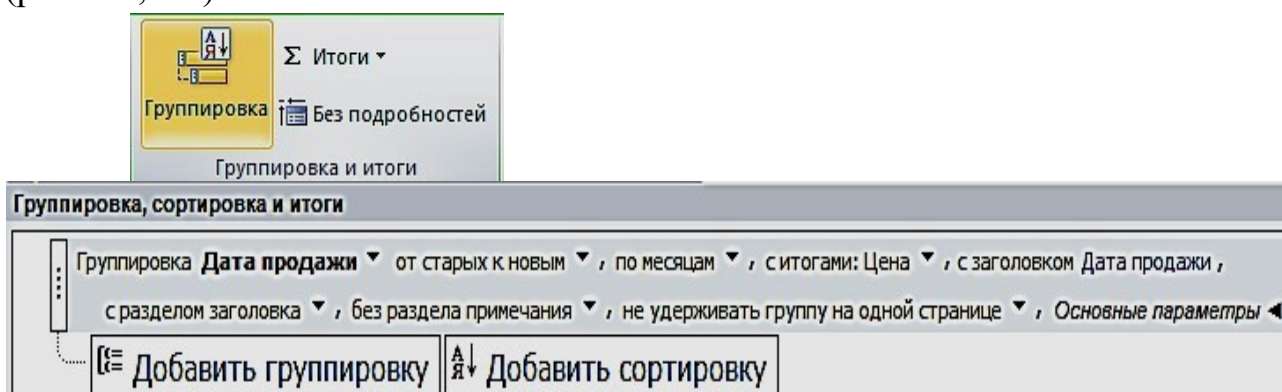 Σ Итоги
Группировка
Без подробностей
Группировка и итоги
Группировка, сортировка и итоги
Группировка Дата продажи ▼ от старых к новым ▼ , по месяцам ▼ , с итогами: Цена ▼ , с заголовком Дата продажи ,
с разделом заголовка ▼ , без раздела примечания ▼ , не удерживать группу на одной странице ▼ , Основные параметры ◄
Добавить группировку
Добавить сортировку